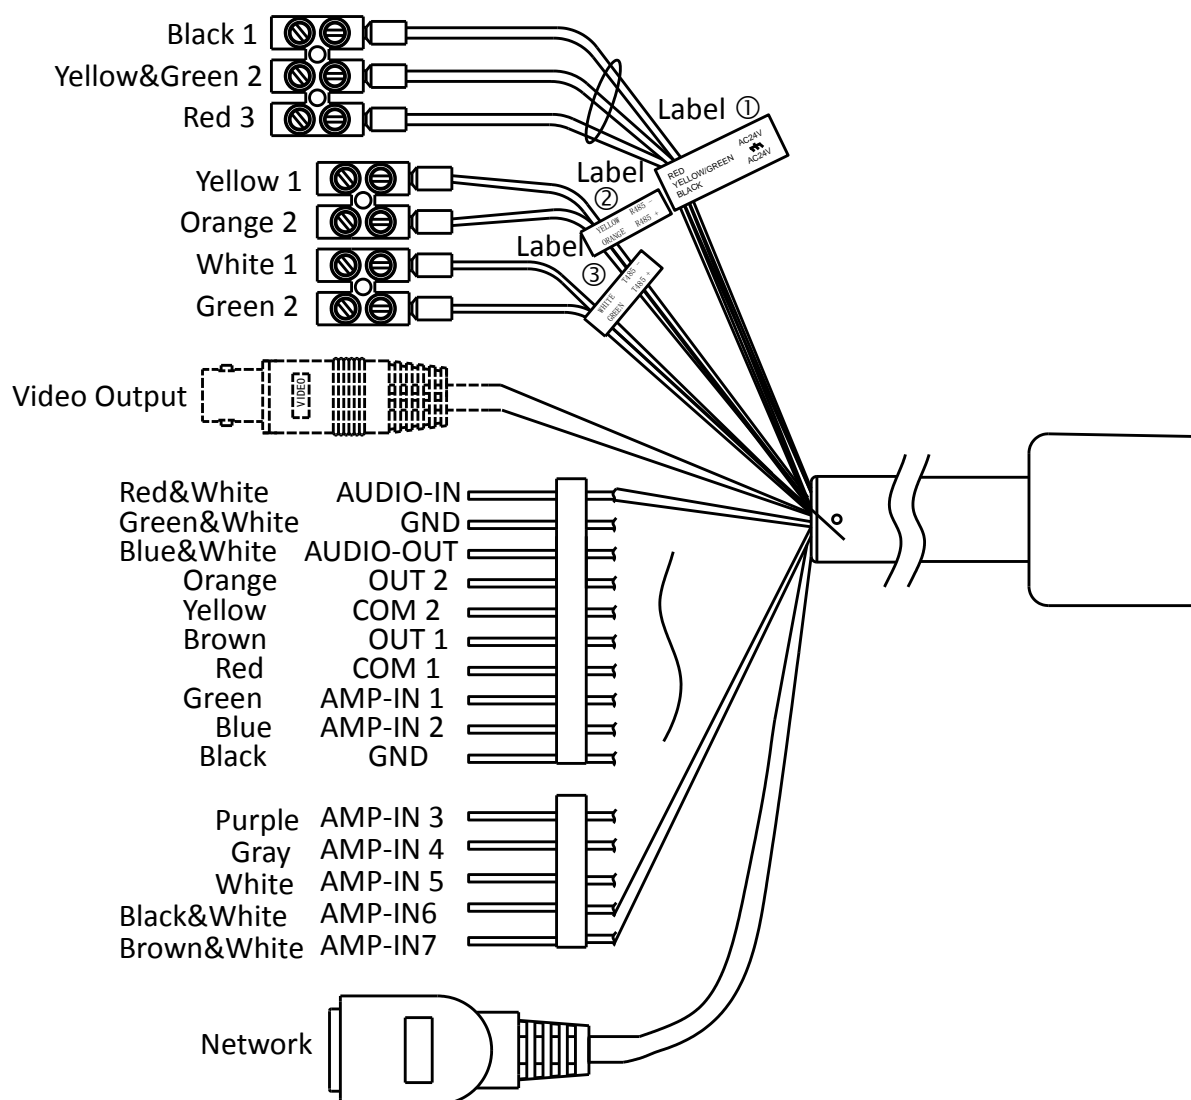 Black 1
Yellow&Green 2
Red 3
Label ①
RED AC24V
YELLOW/GREEN
BLACK AC24V
Yellow 1
Orange 2
Label
②
YELLOW R485 -
ORANGE R485 +
White 1
Green 2
Label
③
WHITE T485 -
GREEN T485 +
Video Output
VIDEO
Red&White AUDIO-IN
Green&White GND
Blue&White AUDIO-OUT
Orange OUT 2
Yellow COM 2
Brown OUT 1
Red COM 1
Green AMP-IN 1
Blue AMP-IN 2
Black GND
Purple AMP-IN 3
Gray AMP-IN 4
White AMP-IN 5
Black&White AMP-IN6
Brown&White AMP-IN7
Network